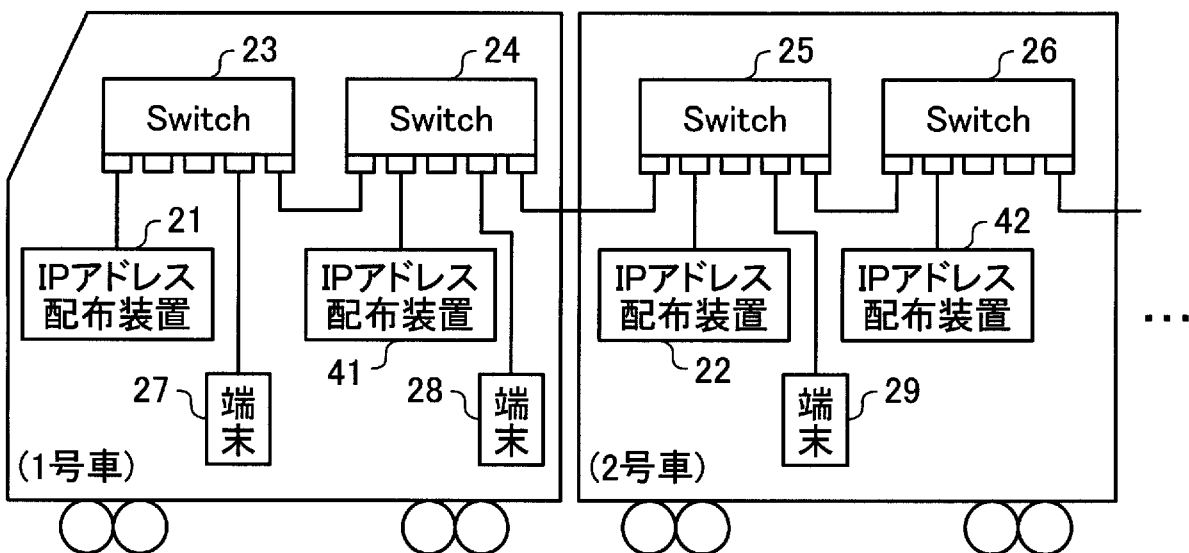 23
24
25
26
Switch
Switch
Switch
Switch
21
IPアドレス
配布装置
IPアドレス
配布装置
41
22
IPアドレス
配布装置
42
IPアドレス
配布装置
...
27
端末
28
端末
29
端末
(1号車)
(2号車)